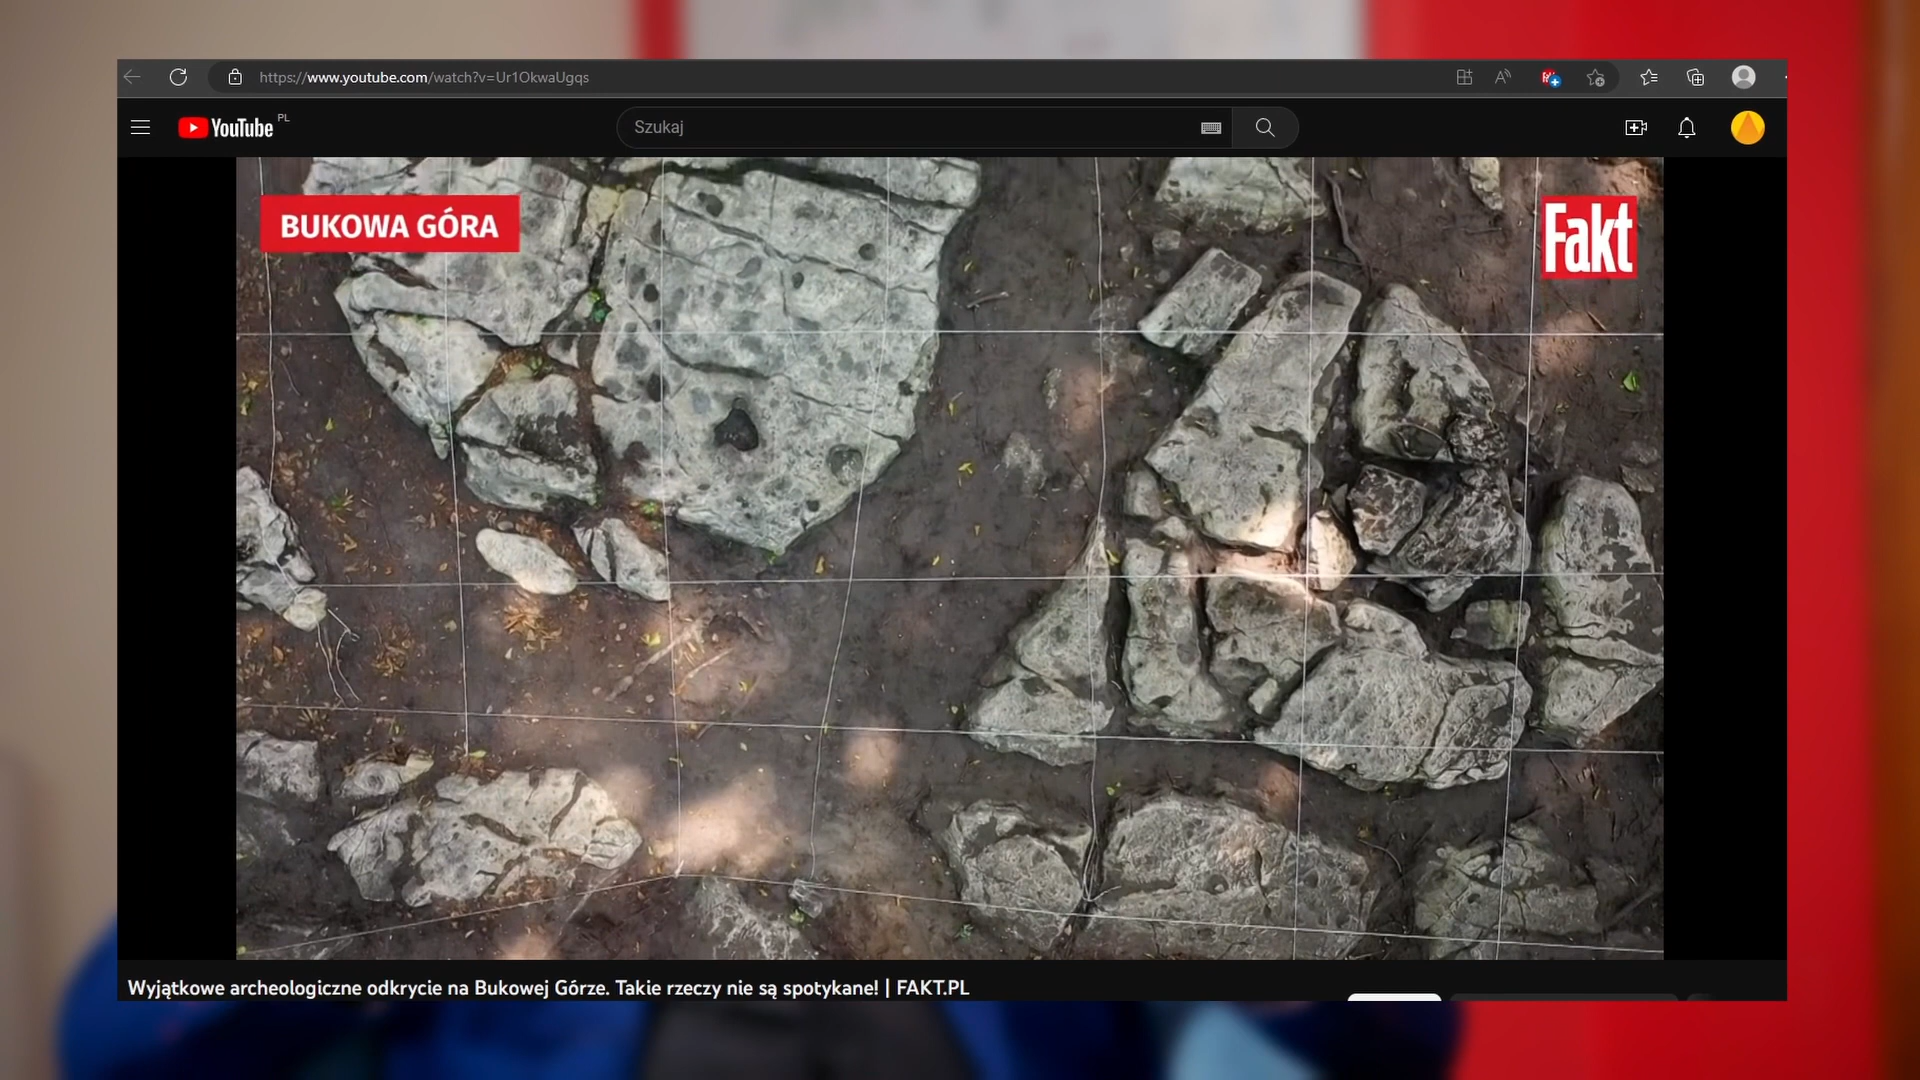 https://www.youtube.com/watch?v=Ur1OkwaUgqs
YouTube PL
Szukaj
BUKOWA GÓRA
Fakt
Wyjątkowe archeologiczne odkrycie na Bukowej Górze. Takie rzeczy nie są spotykane! | FAKT.PL